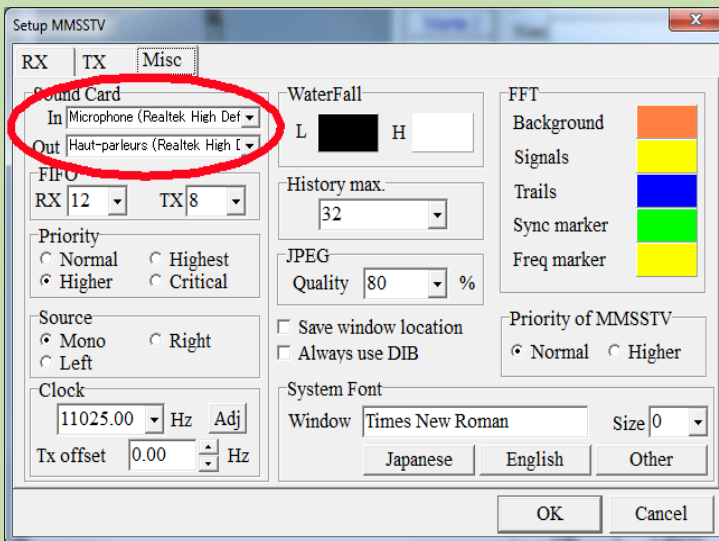 Setup MMSSTV
RX TX Misc
Sound Card
In Microphone (Realtek High Def
Out Haut-parleurs (Realtek High D
FIFO
RX 12 TX 8
Priority
Normal Highest
Higher Critical
Source
Mono Right
Left
Clock
11025.00 Hz Adj
Tx offset 0.00 Hz
WaterFall
L H
History max.
32
JPEG
Quality 80 %
Save window location
Always use DIB
FFT
Background
Signals
Trails
Sync marker
Freq marker
Priority of MMSSTV
Normal Higher
System Font
Window Times New Roman Size 0
Japanese English Other
OK Cancel